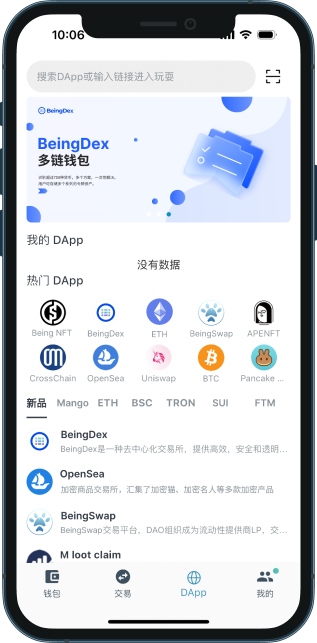 10:06
搜索DApp或输入链接进入玩耍
BeingDex
BeingDex
多链钱包
我的 DApp
没有数据
热门 DApp
Being NFT
BeingDex
ETH
BeingSwap
APENFT
CrossChain
OpenSea
Uniswap
BTC
Pancake ...
新品 Mango ETH BSC TRON SUI FTM
BeingDex
BeingDex是一种去中心化交易所，提供高效，安全和透明...
OpenSea
加密商品交易所，汇集了加密猫、加密名人等多款加密产品
BeingSwap
BeingSwap交易平台，DAO组织成为流动性提供商LP，交...
M loot claim
钱包
交易
DApp
我的